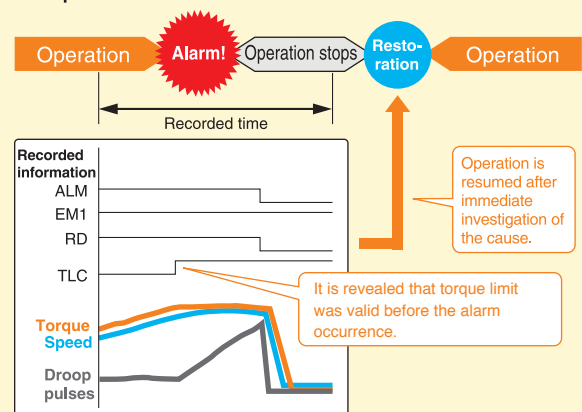 Operation
Alarm!
Operation stops
Resto-
ration
Operation
Recorded time
Recorded
information
ALM
EM1
RD
TLC
Torque
Speed
Droop
pulses
Operation is
resumed after
immediate
investigation of
the cause.
It is revealed that torque limit
was valid before the alarm
occurrence.